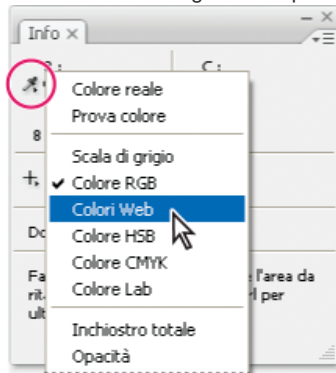 Info ×
C :
Colore reale
Prova colore
8
Scala di grigio
Colore RGB
Colori Web
Do
Colore HSB
Colore CMYK
Fa
l'area da
rit
Colore Lab
rl per
ult
Inchiostro totale
Opacità